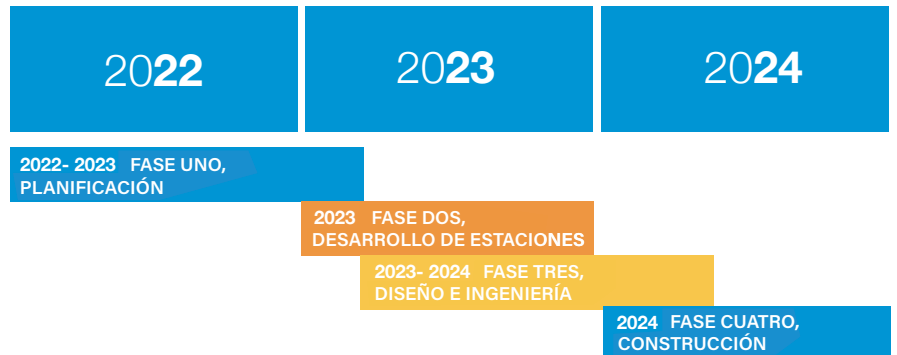 2022
2023
2024
2022- 2023 FASE UNO,
PLANIFICACIÓN
2023 FASE DOS,
DESARROLLO DE ESTACIONES
2023- 2024 FASE TRES,
DISEÑO E INGENIERÍA
2024 FASE CUATRO,
CONSTRUCCIÓN